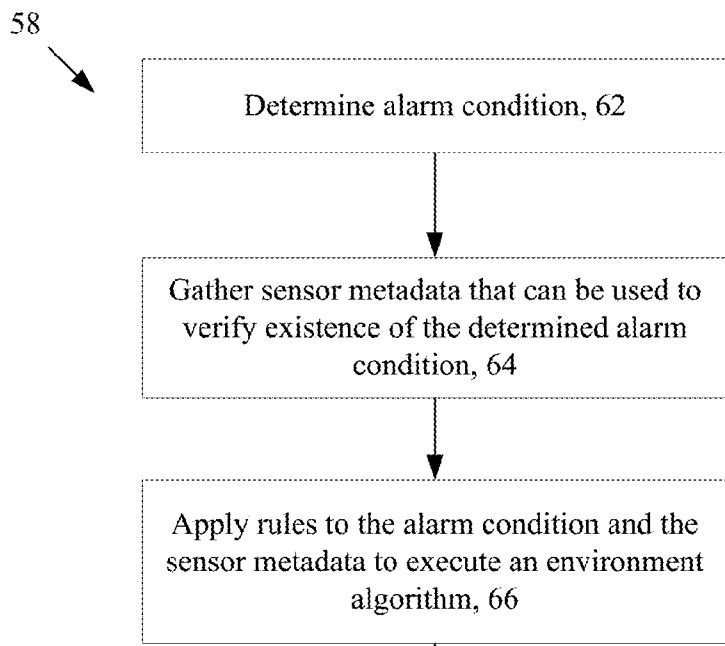 58
Determine alarm condition, 62
Gather sensor metadata that can be used to
verify existence of the determined alarm
condition, 64
Apply rules to the alarm condition and the
sensor metadata to execute an environment
algorithm, 66